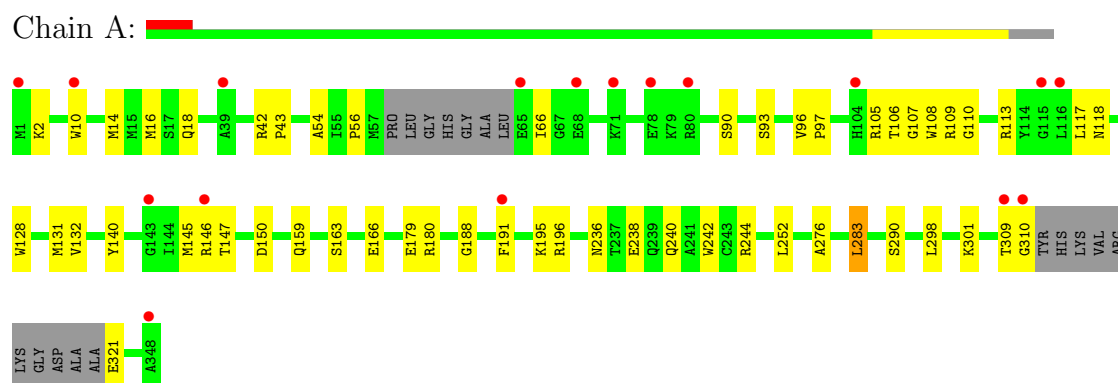 Chain A:
M1 K2 W10 M14 M15 M16 S17 Q18 A39 R42 P43 A54 I55 P56 M57 PRO LEU GLY HIS GLY ALA LEU E65 I66 G67 E68 K71 E78 K79 R80 S90 S93 V96 P97 H104 R105 T106 G107 W108 R109 G110 R113 Y114 G115 L116 L117 N118
W128 M131 V132 Y140 G143 I144 M145 R146 T147 D150 Q159 S163 E166 E179 R180 G188 F191 K195 R196 N236 T237 E238 Q239 Q240 A241 W242 C243 R244 L252 A276 L283 S290 L298 K301 T309 G310 TYR HIS LYS VAL ARG
LYS GLY ASP ALA ALA E321 A348